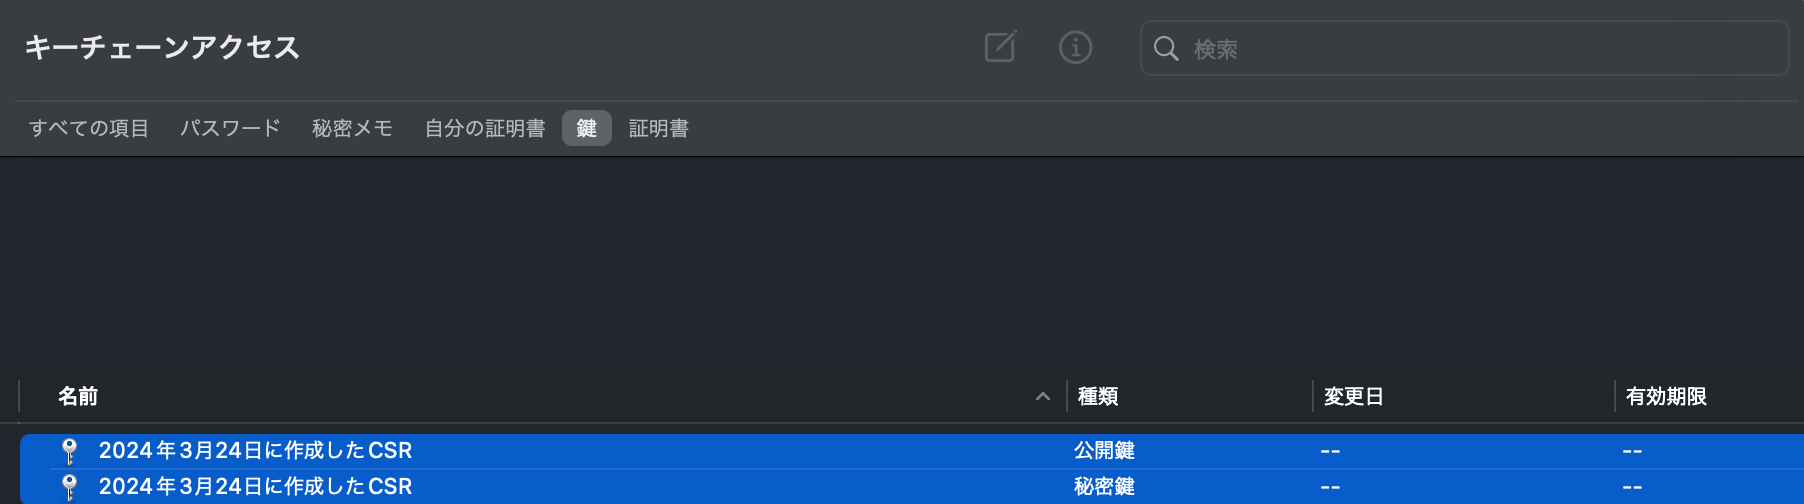 キーチェーンアクセス 検索
すべての項目 パスワード 秘密メモ 自分の証明書 鍵 証明書
名前 種類 変更日 有効期限
2024年3月24日に作成したCSR 公開鍵 -- --
2024年3月24日に作成したCSR 秘密鍵 -- --